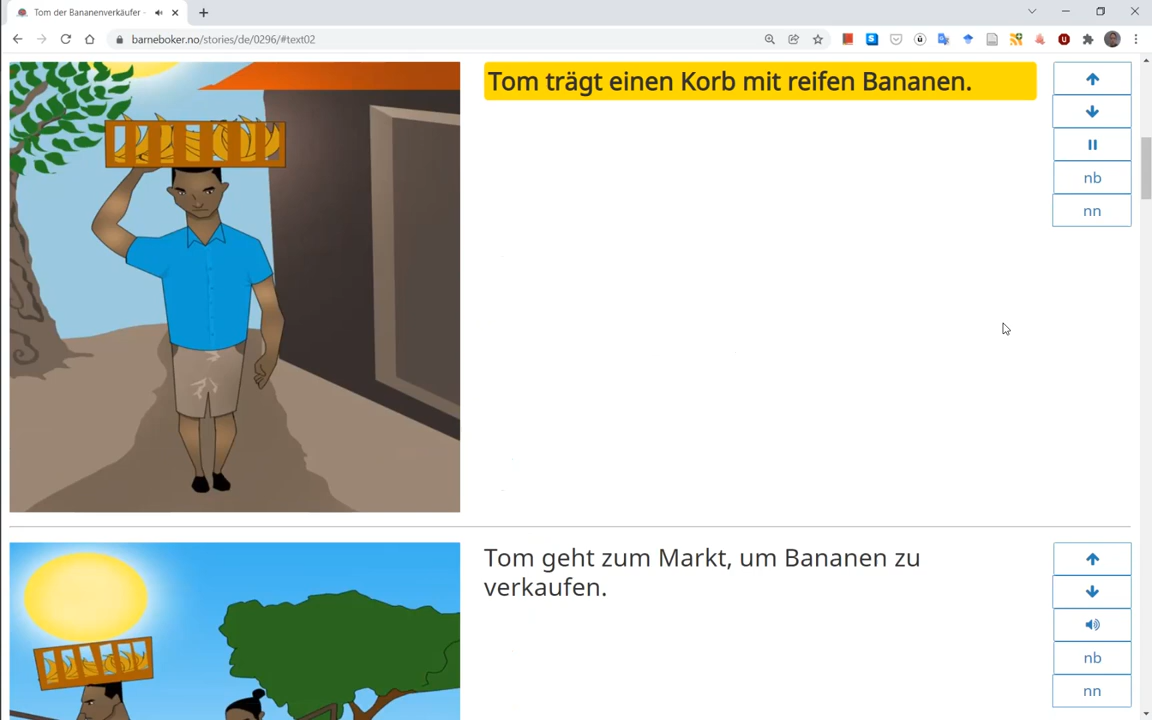 Tom der Bananenverkäufer -
barneboker.no/stories/de/0296/#text02
Tom trägt einen Korb mit reifen Bananen.
nb
nn
Tom geht zum Markt, um Bananen zu
verkaufen.
nb
nn